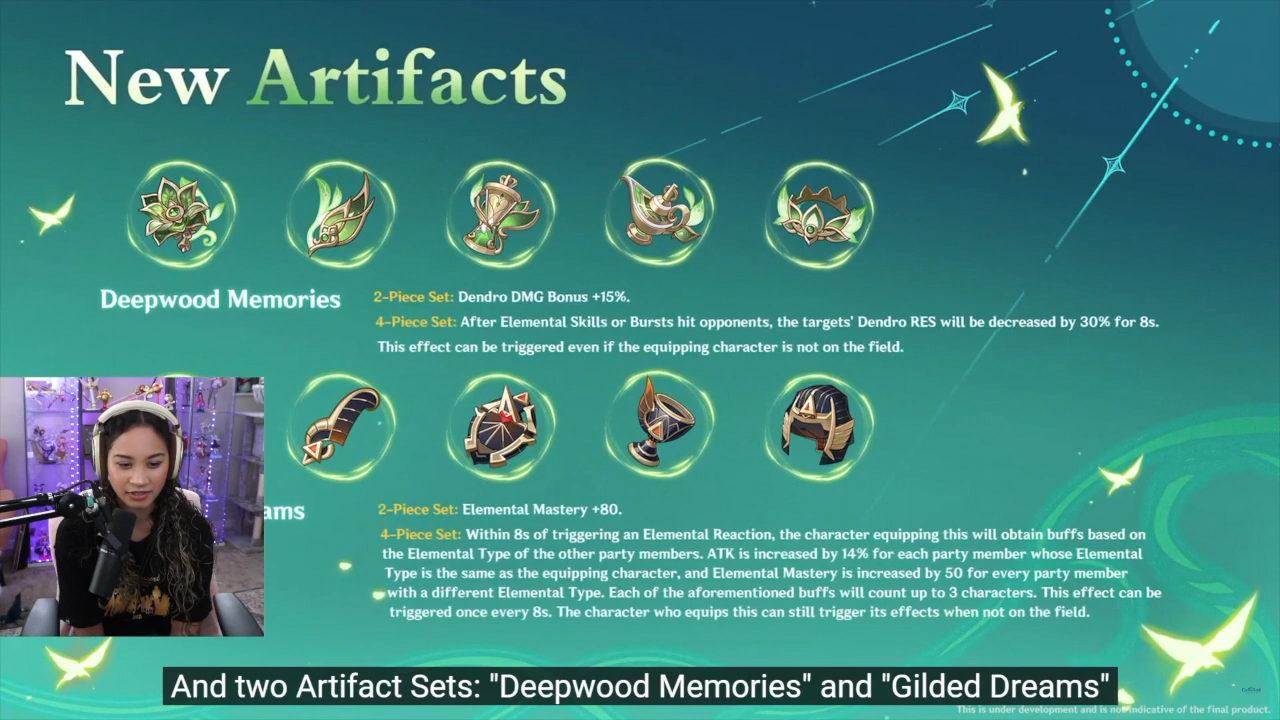 New Artifacts
Deepwood Memories
2-Piece Set: Dendro DMG Bonus +15%.
4-Piece Set: After Elemental Skills or Bursts hit opponents, the targets' Dendro RES will be decreased by 30% for 8s.
This effect can be triggered even if the equipping character is not on the field.
ams
2-Piece Set: Elemental Mastery +80.
4-Piece Set: Within 8s of triggering an Elemental Reaction, the character equipping this will obtain buffs based on
the Elemental Type of the other party members. ATK is increased by 14% for each party member whose Elemental
Type is the same as the equipping character, and Elemental Mastery is increased by 50 for every party member
with a different Elemental Type. Each of the aforementioned buffs will count up to 3 characters. This effect can be
triggered once every 8s. The character who equips this can still trigger its effects when not on the field.
And two Artifact Sets: "Deepwood Memories" and "Gilded Dreams"
This is under development and is not indicative of the final product.